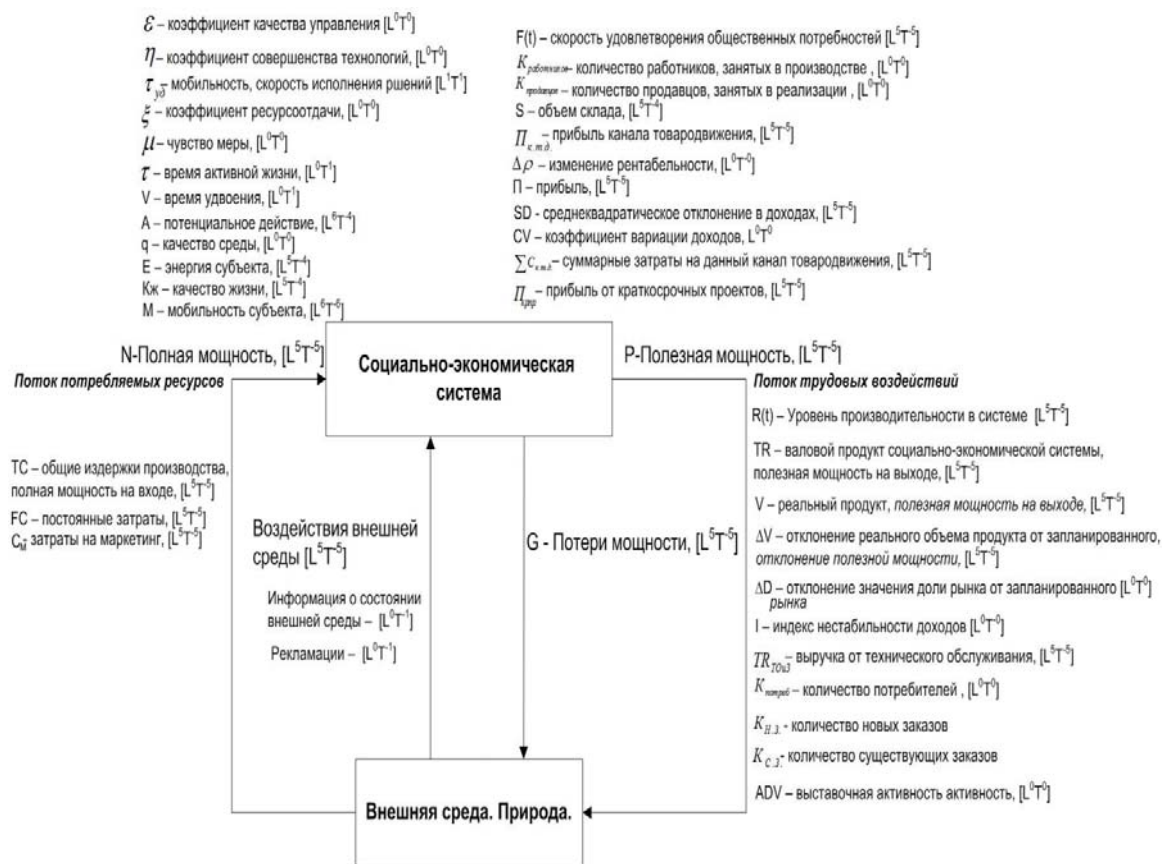 ε – коэффициент качества управления [L⁰T⁰]
η – коэффициент совершенства технологий, [L⁰T⁰]
τуд – мобильность, скорость исполнения ршений [L¹T¹]
ξ – коэффициент ресурсоотдачи, [L⁰T⁰]
μ – чувство меры, [L⁰T⁰]
τ – время активной жизни, [L⁰T¹]
V – время удвоения, [L⁰T¹]
A – потенциальное действие, [L⁶T⁻⁴]
q – качество среды, [L⁰T⁰]
E – энергия субъекта, [L⁵T⁻⁴]
Кж – качество жизни, [L⁵T⁻⁴]
M – мобильность субъекта, [L⁶T⁻⁶]
F(t) – скорость удовлетворения общественных потребностей [L⁵T⁻⁵]
Kработников – количество работников, занятых в производстве , [L⁰T⁰]
Kпродавцов – количество продавцов, занятых в реализации , [L⁰T⁰]
S – объем склада, [L⁵T⁻⁴]
Пк.т.д. – прибыль канала товародвижения, [L⁵T⁻⁵]
Δρ – изменение рентабельности, [L⁰T⁻⁰]
П – прибыль, [L⁵T⁻⁵]
SD - среднеквадратическое отклонение в доходах, [L⁵T⁻⁵]
CV – коэффициент вариации доходов, L⁰T⁰
∑Cк.т.д. – суммарные затраты на данный канал товародвижения, [L⁵T⁻⁵]
Пкрпр – прибыль от краткосрочных проектов, [L⁵T⁻⁵]
N-Полная мощность, [L⁵T⁻⁵]
Поток потребляемых ресурсов
Социально-экономическая
система
P-Полезная мощность, [L⁵T⁻⁵]
Поток трудовых воздействий
TC – общие издержки производства,
полная мощность на входе, [L⁵T⁻⁵]
FC – постоянные затраты, [L⁵T⁻⁵]
Cм- затраты на маркетинг, [L⁵T⁻⁵]
Воздействия внешней
среды [L⁵T⁻⁵]
Информация о состоянии
внешней среды – [L⁰T⁻¹]
Рекламации – [L⁰T⁻¹]
G - Потери мощности, [L⁵T⁻⁵]
R(t) – Уровень производительности в системе [L⁵T⁻⁵]
TR – валовой продукт социально-экономической системы,
полезная мощность на выходе, [L⁵T⁻⁵]
V – реальный продукт, полезная мощность на выходе, [L⁵T⁻⁵]
ΔV – отклонение реального объема продукта от запланированного,
отклонение полезной мощности, [L⁵T⁻⁵]
ΔD – отклонение значения доли рынка от запланированного [L⁰T⁰]
рынка
I – индекс нестабильности доходов [L⁰T⁻⁰]
TRТОиЗ – выручка от технического обслуживания, [L⁵T⁻⁵]
Kпотреб – количество потребителей , [L⁰T⁰]
KН.З. - количество новых заказов
KС.З. - количество существующих заказов
ADV – выставочная активность активность, [L⁰T⁰]
Внешняя среда. Природа.